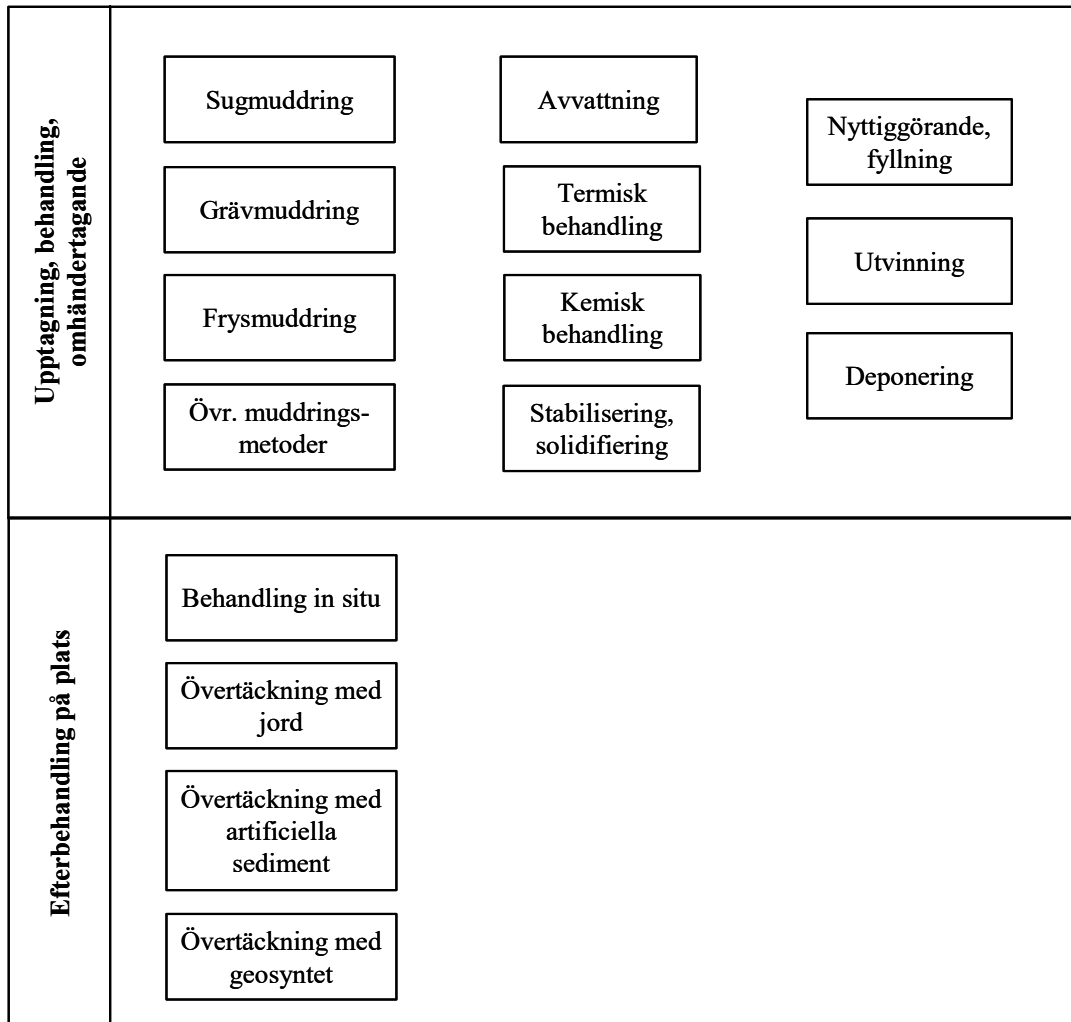 Upptagning, behandling,
omhändertagande
Sugmuddring
Grävmuddring
Frysmuddring
Övr. muddrings-
metoder
Avvattning
Termisk
behandling
Kemisk
behandling
Stabilisering,
solidifiering
Nyttiggörande,
fyllning
Utvinning
Deponering
Efterbehandling på plats
Behandling in situ
Övertäckning med
jord
Övertäckning med
artificiella
sediment
Övertäckning med
geosyntet